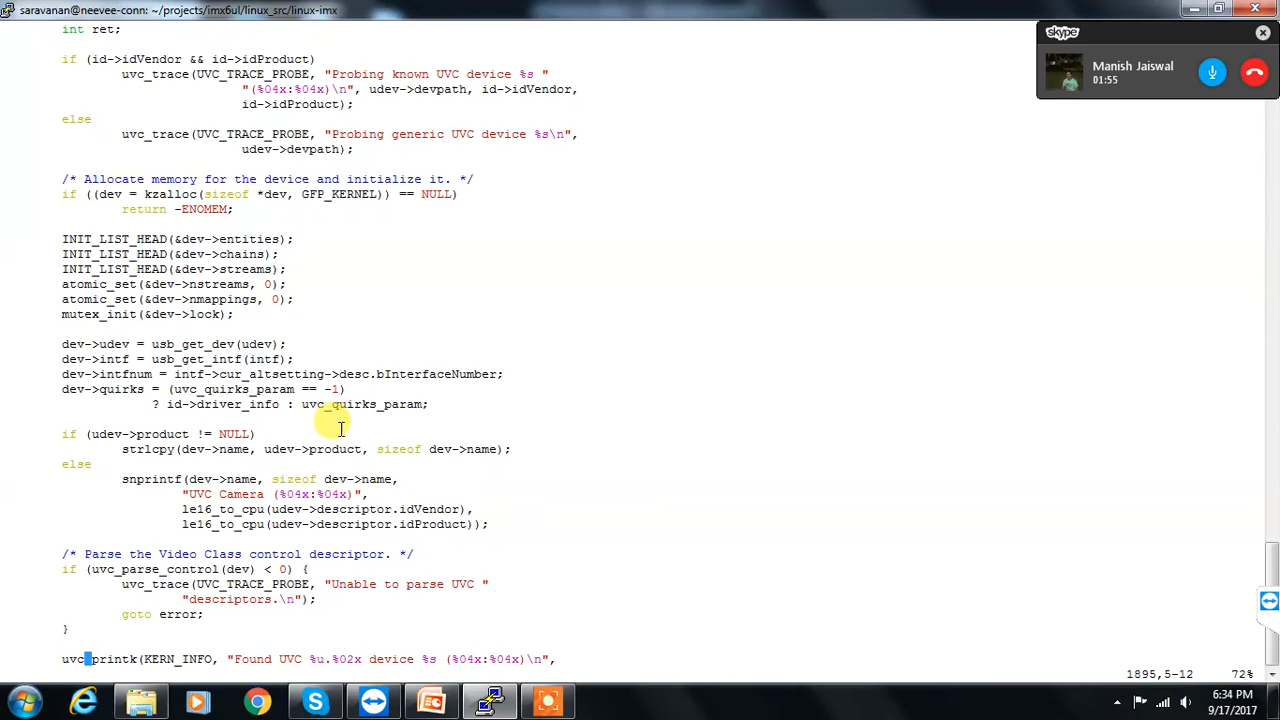 saravanan@neevee-conn: ~/projects/imx6ul/linux_src/linux-imx
int ret;
if (id->idVendor && id->idProduct)
uvc_trace(UVC_TRACE_PROBE, "Probing known UVC device %s "
"(%04x:%04x)\n", udev->devpath, id->idVendor,
id->idProduct);
else
uvc_trace(UVC_TRACE_PROBE, "Probing generic UVC device %s\n",
udev->devpath);
/* Allocate memory for the device and initialize it. */
if ((dev = kzalloc(sizeof *dev, GFP_KERNEL)) == NULL)
return -ENOMEM;
INIT_LIST_HEAD(&dev->entities);
INIT_LIST_HEAD(&dev->chains);
INIT_LIST_HEAD(&dev->streams);
atomic_set(&dev->nstreams, 0);
atomic_set(&dev->nmappings, 0);
mutex_init(&dev->lock);
dev->udev = usb_get_dev(udev);
dev->intf = usb_get_intf(intf);
dev->intfnum = intf->cur_altsetting->desc.bInterfaceNumber;
dev->quirks = (uvc_quirks_param == -1)
? id->driver_info : uvc_quirks_param;
if (udev->product != NULL)
strlcpy(dev->name, udev->product, sizeof dev->name);
else
snprintf(dev->name, sizeof dev->name,
"UVC Camera (%04x:%04x)",
le16_to_cpu(udev->descriptor.idVendor),
le16_to_cpu(udev->descriptor.idProduct));
/* Parse the Video Class control descriptor. */
if (uvc_parse_control(dev) < 0) {
uvc_trace(UVC_TRACE_PROBE, "Unable to parse UVC "
"descriptors.\n");
goto error;
}
uvc_printk(KERN_INFO, "Found UVC %u.%02x device %s (%04x:%04x)\n",
1895,5-12 72%
skype
Manish Jaiswal
01:55
6:34 PM
9/17/2017